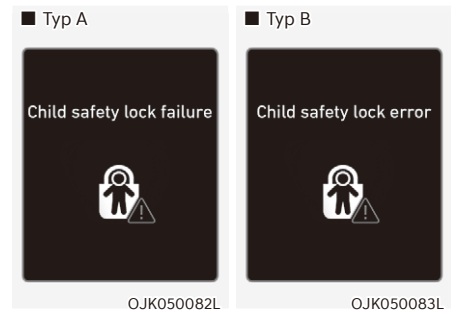 ■ Typ A
Child safety lock failure
OJK050082L
■ Typ B
Child safety lock error
OJK050083L